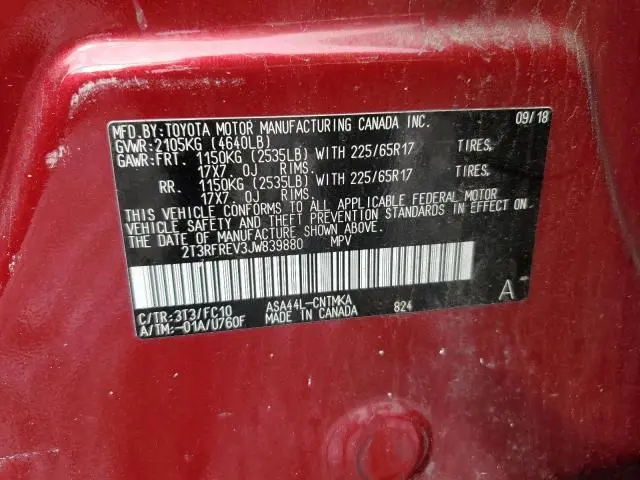 MFD.BY:TOYOTA MOTOR MANUFACTURING CANADA INC. 09/18
GVWR:2105KG (4640LB)
GAWR:FRT. 1150KG (2535LB) WITH 225/65R17 TIRES.
17X7. 0J RIMS.
RR. 1150KG (2535LB) WITH 225/65R17 TIRES.
17X7. 0J RIMS.
THIS VEHICLE CONFORMS TO ALL APPLICABLE FEDERAL MOTOR
VEHICLE SAFETY AND THEFT PREVENTION STANDARDS IN EFFECT ON
THE DATE OF MANUFACTURE SHOWN ABOVE.
2T3RFREV3JW839880 MPV
C/TR:3T3/FC10 ASA44L-CNTMKA 824 A
A/TM:-01A/U760F MADE IN CANADA